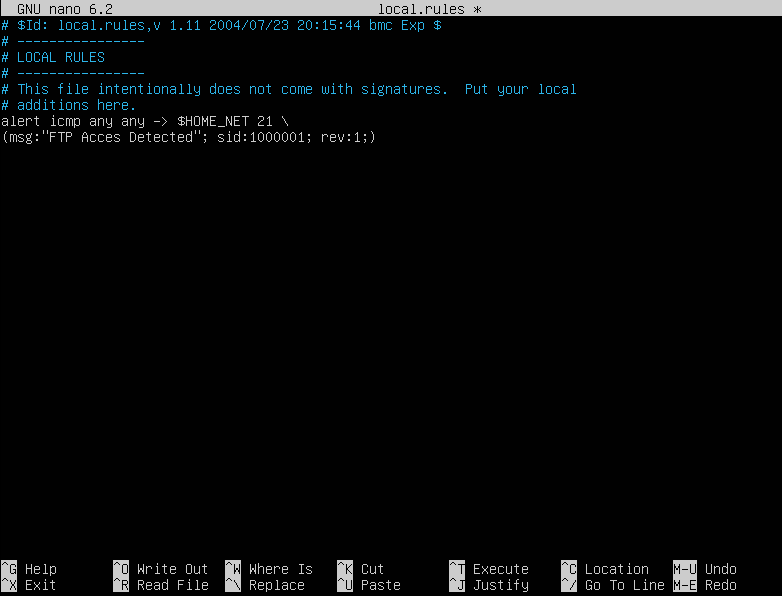 GNU nano 6.2 local.rules *
# $Id: local.rules,v 1.11 2004/07/23 20:15:44 bmc Exp $
# ----------------
# LOCAL RULES
# ----------------
# This file intentionally does not come with signatures.  Put your local
# additions here.
alert icmp any any -> $HOME_NET 21 \
(msg:"FTP Acces Detected"; sid:1000001; rev:1;)
^G Help ^O Write Out ^W Where Is ^K Cut ^T Execute ^C Location M-U Undo
^X Exit ^R Read File ^\ Replace ^U Paste ^J Justify ^/ Go To Line M-E Redo